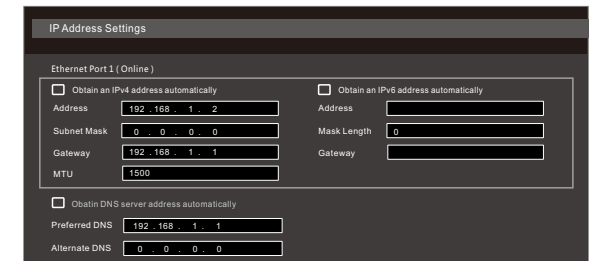 IP Address Settings
Ethernet Port 1 ( Online )
Obtain an IPv4 address automatically
Obtain an IPv6 address automatically
Address 192 . 168 . 1 . 2
Address
Subnet Mask 0 . 0 . 0 . 0
Mask Length 0
Gateway 192 . 168 . 1 . 1
Gateway
MTU 1500
Obatin DNS server address automatically
Preferred DNS 192 . 168 . 1 . 1
Alternate DNS 0 . 0 . 0 . 0